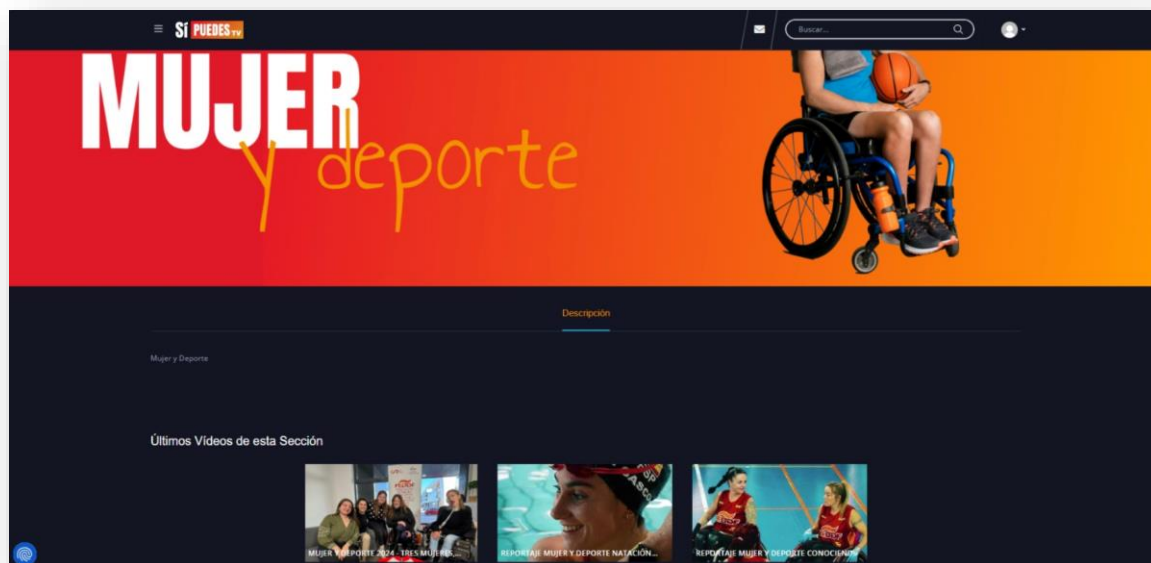 SÍ PUEDES TV
Buscar...
MUJER
y deporte
Descripción
Mujer y Deporte
Últimos Vídeos de esta Sección
MUJER Y DEPORTE 2024 - TRES MUJERES,...
REPORTAJE MUJER Y DEPORTE NATACIÓN...
REPORTAJE MUJER Y DEPORTE CONOCIENDO